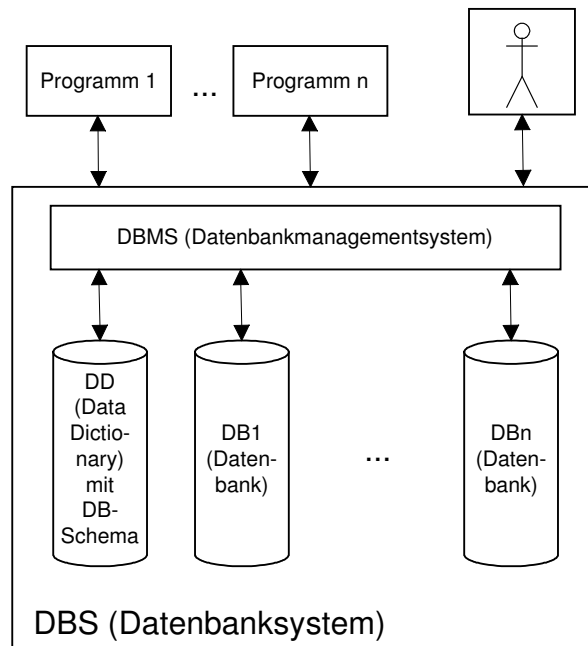 Programm 1
...
Programm n
DBMS (Datenbankmanagementsystem)
DD
(Data
Dictio-
nary)
mit
DB-
Schema
DB1
(Daten-
bank)
...
DBn
(Daten-
bank)
DBS (Datenbanksystem)